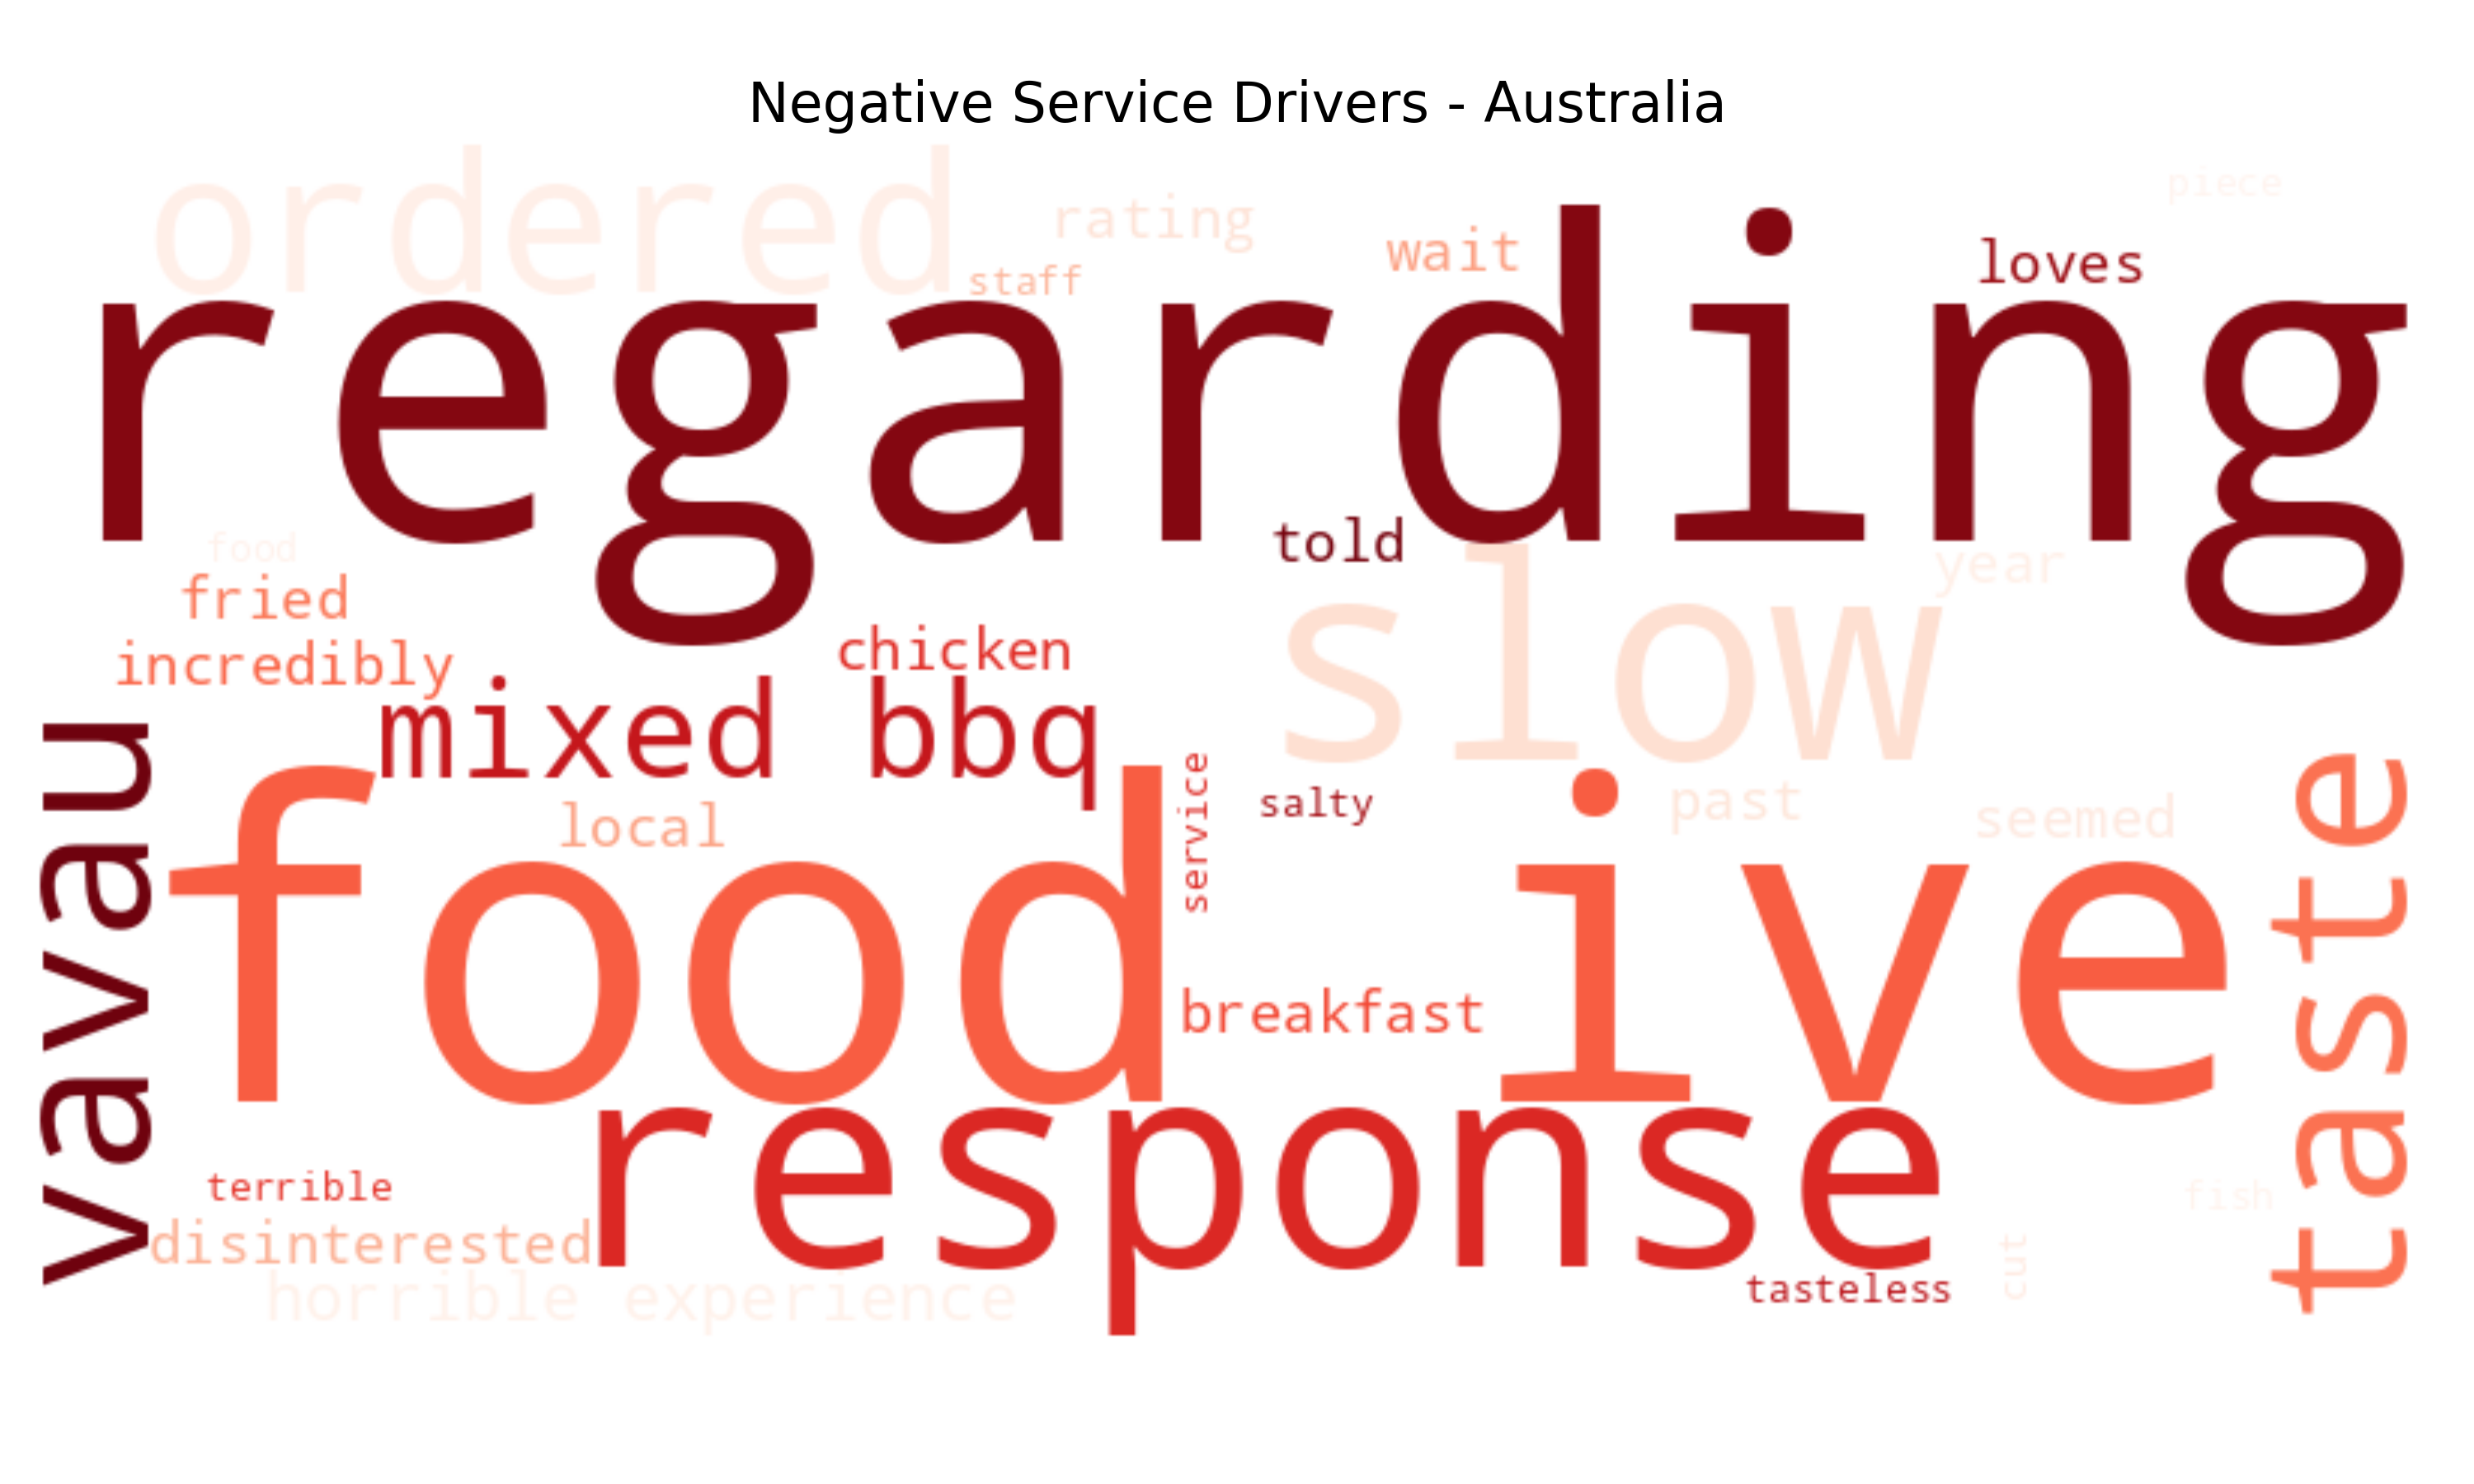 Negative Service Drivers - Australia
ordered
rating
staff
wait
piece
loves
regarding
told
food
fried
incredibly
chicken
slow
year
mixed bbq
vavau
local
service
salty
past
seemed
taste
food
ive
breakfast
response
terrible
disinterested
horrible experience
tasteless
cut
fish